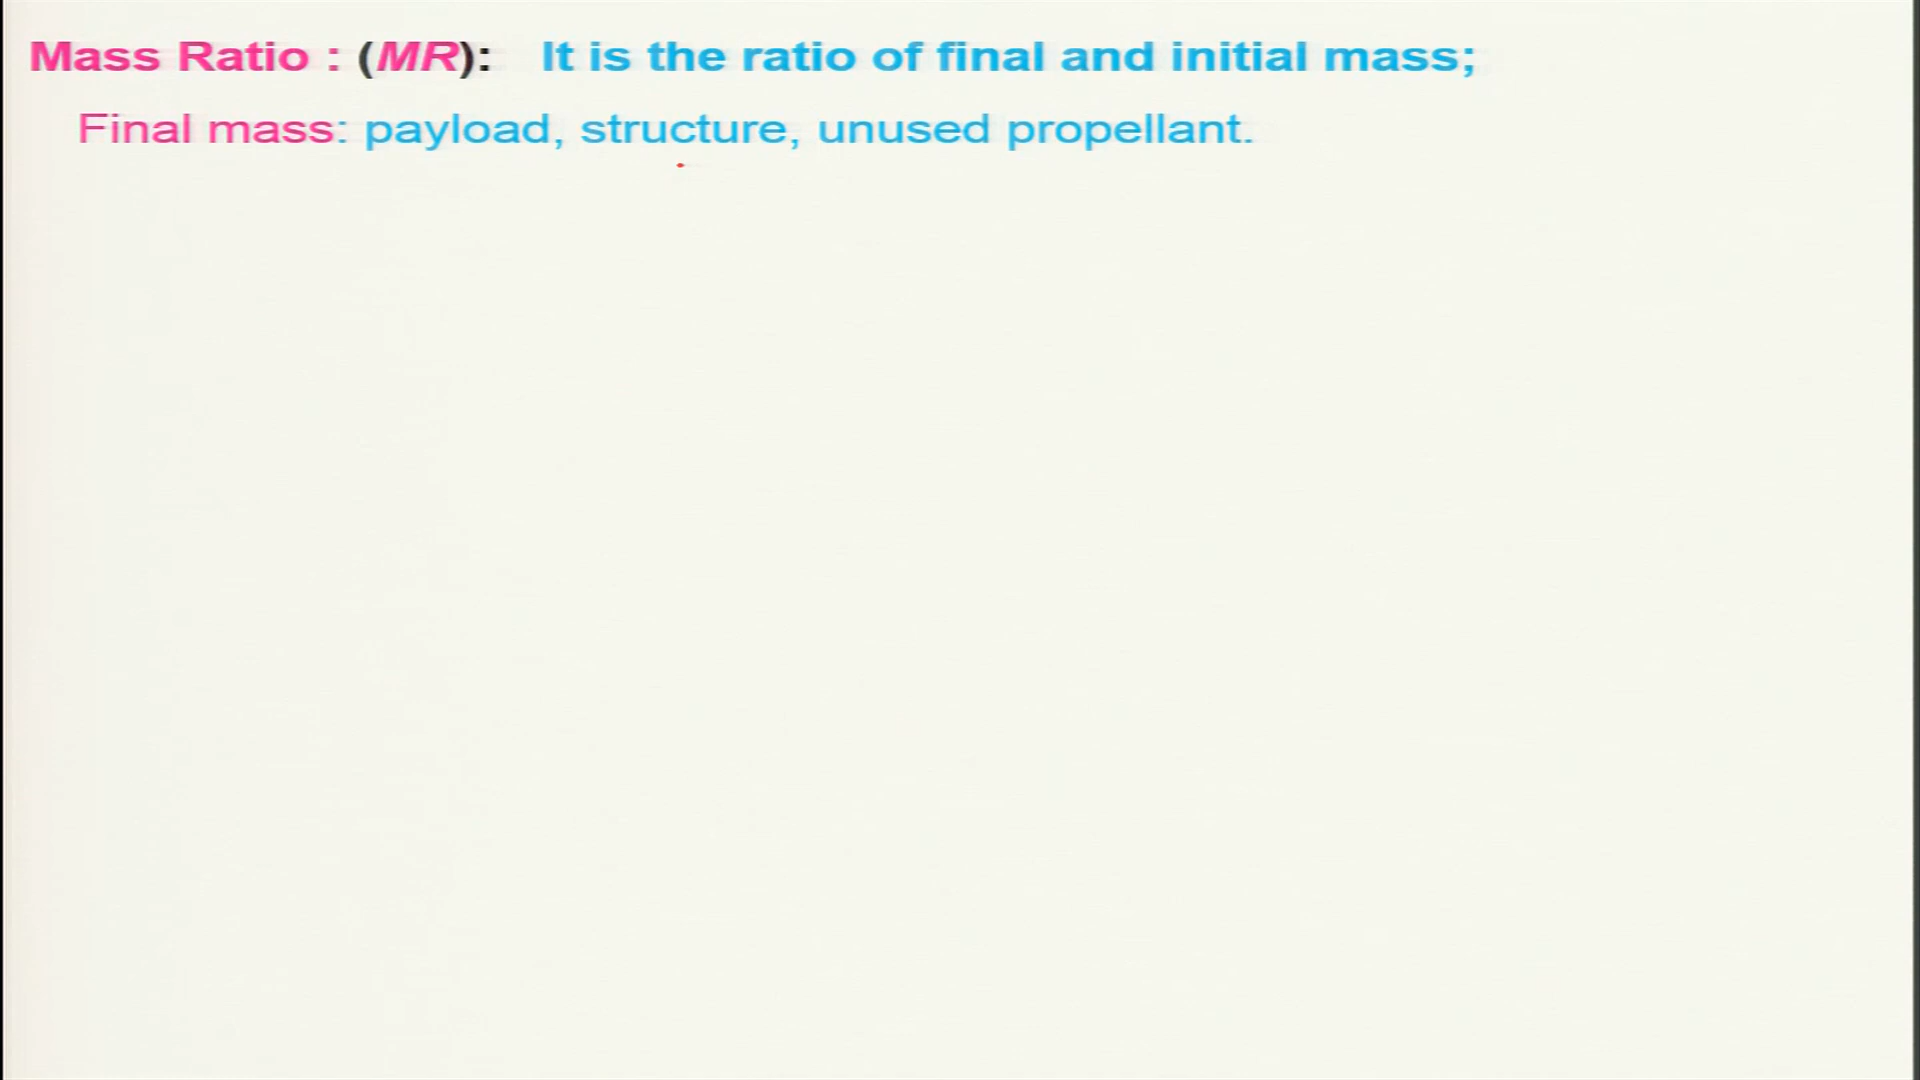 Mass Ratio : (MR): It is the ratio of final and initial mass;
Final mass: payload, structure, unused propellant.